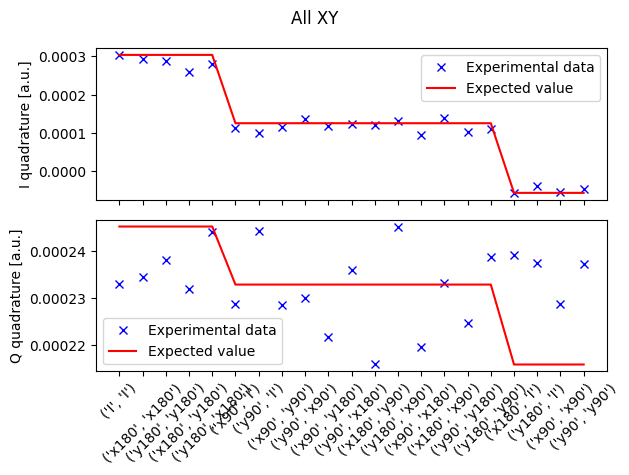 All XY
I quadrature [a.u.]
0.0003
0.0002
0.0001
0.0000
Experimental data
Expected value
Q quadrature [a.u.]
0.00024
0.00023
0.00022
Experimental data
Expected value
('I', 'I')
('x180', 'x180')
('y180', 'y180')
('x180', 'y180')
('y180', 'x180')
('x90', 'I')
('y90', 'I')
('x90', 'y90')
('y90', 'x90')
('x90', 'y180')
('y90', 'x180')
('x180', 'y90')
('y180', 'x90')
('x90', 'x180')
('x180', 'x90')
('y90', 'y180')
('y180', 'y90')
('x180', 'I')
('y180', 'I')
('x90', 'x90')
('y90', 'y90')